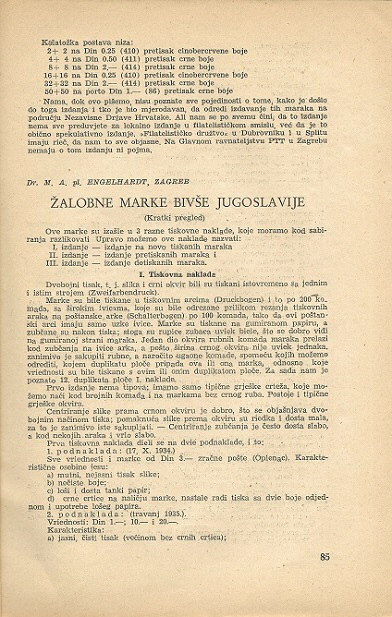 Kataloška postava niza:
2+ 2 na Din 0.25 (410) pretisak cinobercrvene boje
4+ 4 na Din 0.50 (411) pretisak crne boje
8+ 8 na Din 2.— (414) pretisak crne boje
16+16 na Din 0.25 (410) pretisak cinobercrvene boje
32+32 na Din 2.— (414) pretisak crne boje
50+50 na porto Din 1.— (86) pretisak crne boje
Nama, dok ovo pišemo, nisu poznate sve pojedinosti o tome, kako je došlo
do toga izdanja i tko je bio mjerodavan, da odredi izdavanje tih maraka na
području Nezavisne Države Hrvatske. Ali nam se po svemu čini, da to izdanje
nema sve preduvjete za lokalno izdanje u filatelističkom smislu, već da je to
obično spekulativno izdanje, »Filatelističko društvo« u Dubrovniku i u Splitu
imaju riječ, da nam to sve objasne. Na Glavnom ravnateljstvu PTT u Zagrebu
nemaju o tom izdanju ni pojma.
Dr. M. A. pl. ENGELHARDT, ZAGREB
ŽALOBNE MARKE BIVŠE JUGOSLAVIJE
(Kratki pregled)
Ove marke su izašle u 3 razne tiskovne naklade, koje moramo kod sabi-
ranja razlikovati Upravo možemo ove naklade nazvati:
I. izdanje — izdanje na novo tiskanih maraka
II. izdanje — izdanje pretiskanih maraka i
III. izdanje — izdanje dotiskanih maraka.
I. Tiskovna naklada
Dvobojni tisak, t. j. slika i crni okvir bili su tiskani istovremeno sa jednim
i istim strojem (Zweifarbendruck).
Marke su bile tiskane u tiskovnim arcima (Druckbogen) i to po 200 ko-
mada, sa širokim ivicama, koje su bile odrezane prilikom rezanja tiskovnih
araka na poštanske arke (Schalterbogen) po 100 komada, tako da ovi poštan-
ski arci imaju samo uske ivice. Marke su tiskane na gumiranom papiru, a
zubčane su nakon tiska; stoga su rupice zubaca uviek biele, što se dobro vidi
na gumiranoj strani maraka. Jedan dio okvira rubnih komada maraka prelazi
kod zubčanja na ivice arka, a pošto širina crnog okvira nije uviek jednaka,
zanimivo je sakupiti rubne, a naročito ugaone komade, spomoću kojih možemo
odrediti, kojem duplikatu ploče pripada ova ili ona marka, odnosno koje
vriednosti su bile tiskane s ovim ili onim duplikatom ploče. Za sada nam je
poznato 12. duplikata ploče I. naklade.
Prvo izdanje nema tipova, imamo samo tipične grješke crteža, koje mo-
žemo naći kod brojnih komada i na markama bez crnog ruba. Postoje i tipične
grješke okvira.
Centriranje slike prama crnom okviru je dobro, što se objašnjava dvo-
bojnim načinom tiska; pomaknuta slika prema okviru su riedka i dosta mala,
za to je zanimivo iste sakupljati. — Centriranje zubčanja je često dosta slabo,
a kod nekojih araka i vrlo slabo.
Prva tiskovna naklada dieli se na dvie podnaklade, i to:
1. podnaklada: (17. X. 1934.)
Sve vriednosti i marke od Din 3.— zračne pošte (Oplenac). Karakte-
ristične osobine jesu:
a) mutni, nejasni tisak slike;
b) nečiste boje;
c) loši i dosta tanki papir;
d) crne crtice na naličju marke, nastale radi tiska sa dvie boje odjed-
nom i upotrebe lošeg papira.
2. podnaklada: (travanj 1935.).
Vriednosti: Din 1.—; 10.— i 20.—.
Karakteristika:
a) jasni, čisti tisak (većinom bez crnih crtica);
85